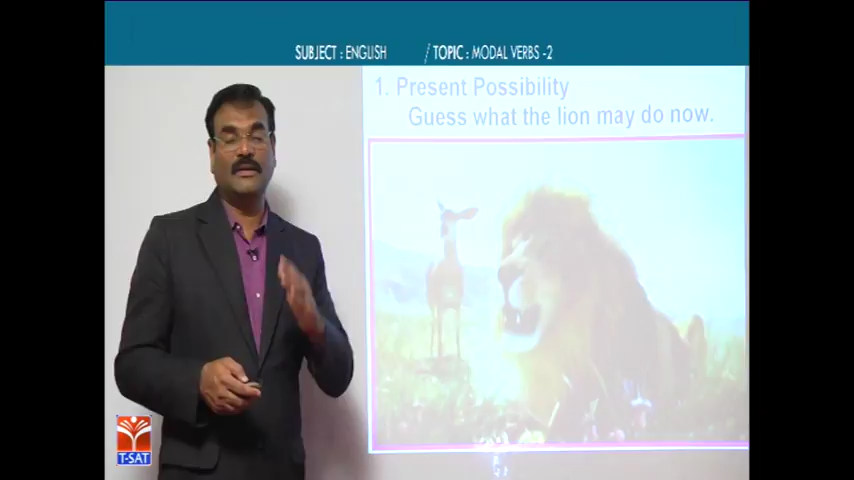 SUBJECT : ENGLISH / TOPIC : MODAL VERBS -2
1. Present Possibility
Guess what the lion may do now.
T-SAT